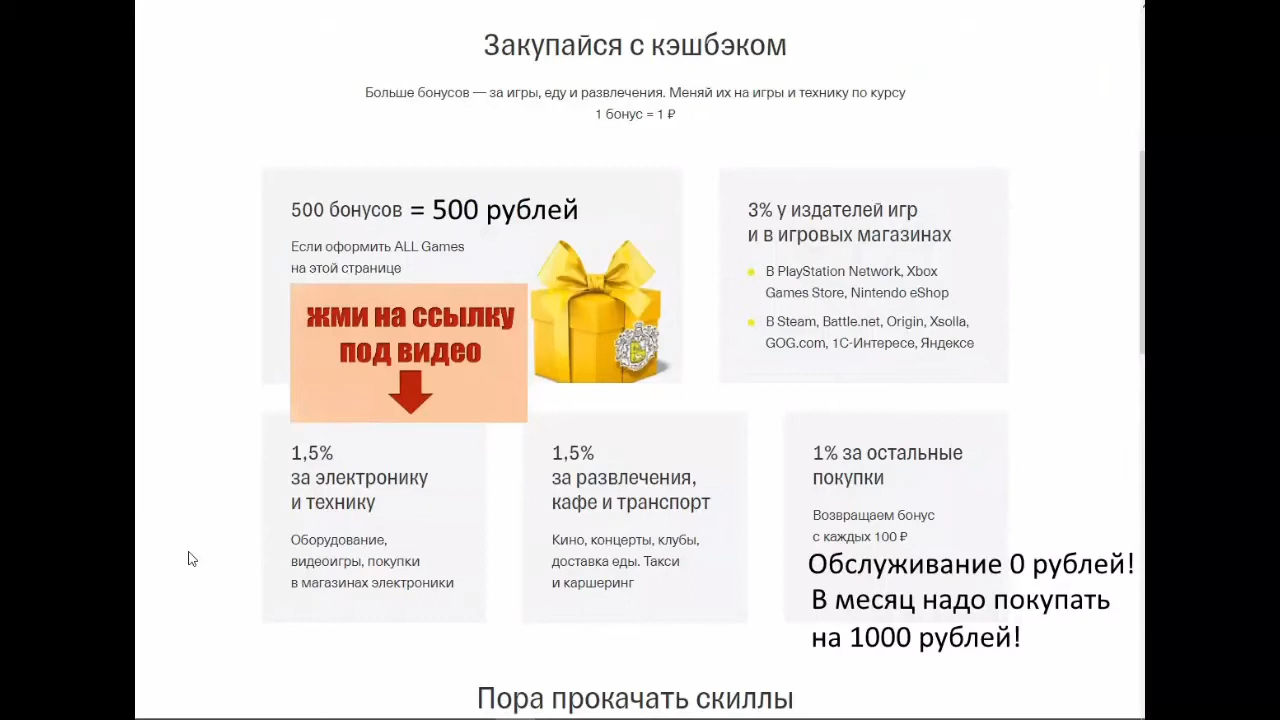 Закупайся с кэшбэком
Больше бонусов — за игры, еду и развлечения. Меняй их на игры и технику по курсу
1 бонус = 1 ₽
500 бонусов = 500 рублей
Если оформить ALL Games
на этой странице
жми на ссылку
под видео
3% у издателей игр
и в игровых магазинах
В PlayStation Network, Xbox
Games Store, Nintendo eShop
В Steam, Battle.net, Origin, Xsolla,
GOG.com, 1С-Интересе, Яндексе
1,5%
за электронику
и технику
Оборудование,
видеоигры, покупки
в магазинах электроники
1,5%
за развлечения,
кафе и транспорт
Кино, концерты, клубы,
доставка еды. Такси
и каршеринг
1% за остальные
покупки
Возвращаем бонус
с каждых 100 ₽
Обслуживание 0 рублей!
В месяц надо покупать
на 1000 рублей!
Пора прокачать скиллы